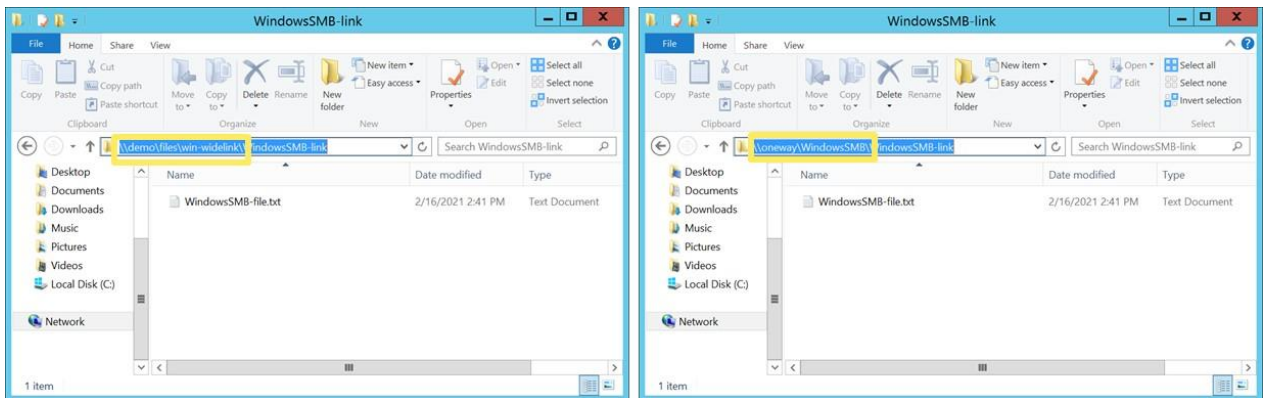 WindowsSMB-link
File Home Share View
Copy
Paste
Cut
Copy path
Paste shortcut
Clipboard
Move to
Copy to
Delete
Rename
Organize
New folder
New item
Easy access
New
Properties
Open
Edit
Open
Select all
Select none
Invert selection
Select
\\demo\files\win-widelink\WindowsSMB-link
Search WindowsSMB-link
Desktop
Documents
Downloads
Music
Pictures
Videos
Local Disk (C:)
Network
Name Date modified Type
WindowsSMB-file.txt 2/16/2021 2:41 PM Text Document
1 item
WindowsSMB-link
File Home Share View
Copy
Paste
Cut
Copy path
Paste shortcut
Clipboard
Move to
Copy to
Delete
Rename
Organize
New folder
New item
Easy access
New
Properties
Open
Edit
Open
Select all
Select none
Invert selection
Select
\\oneway\WindowsSMB\WindowsSMB-link
Search WindowsSMB-link
Desktop
Documents
Downloads
Music
Pictures
Videos
Local Disk (C:)
Network
Name Date modified Type
WindowsSMB-file.txt 2/16/2021 2:41 PM Text Document
1 item